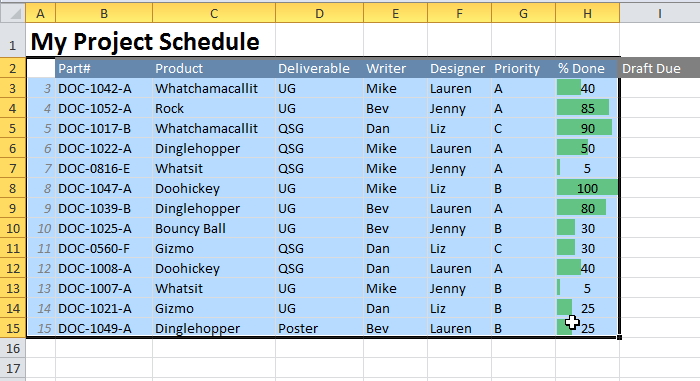 A B C D E F G H I
1 My Project Schedule
2 Part# Product Deliverable Writer Designer Priority % Done Draft Due
3 3 DOC-1042-A Whatchamacallit UG Mike Lauren A 40
4 4 DOC-1052-A Rock UG Bev Jenny A 85
5 5 DOC-1017-B Whatchamacallit QSG Dan Liz C 90
6 6 DOC-1022-A Dinglehopper QSG Mike Lauren A 50
7 7 DOC-0816-E Whatsit QSG Mike Jenny A 5
8 8 DOC-1047-A Doohickey UG Mike Liz B 100
9 9 DOC-1039-B Dinglehopper UG Bev Lauren A 80
10 10 DOC-1025-A Bouncy Ball UG Bev Jenny B 30
11 11 DOC-0560-F Gizmo QSG Dan Liz C 30
12 12 DOC-1008-A Doohickey QSG Dan Lauren A 40
13 13 DOC-1007-A Whatsit UG Mike Jenny B 5
14 14 DOC-1021-A Gizmo UG Dan Liz B 25
15 15 DOC-1049-A Dinglehopper Poster Bev Lauren B 25
16
17